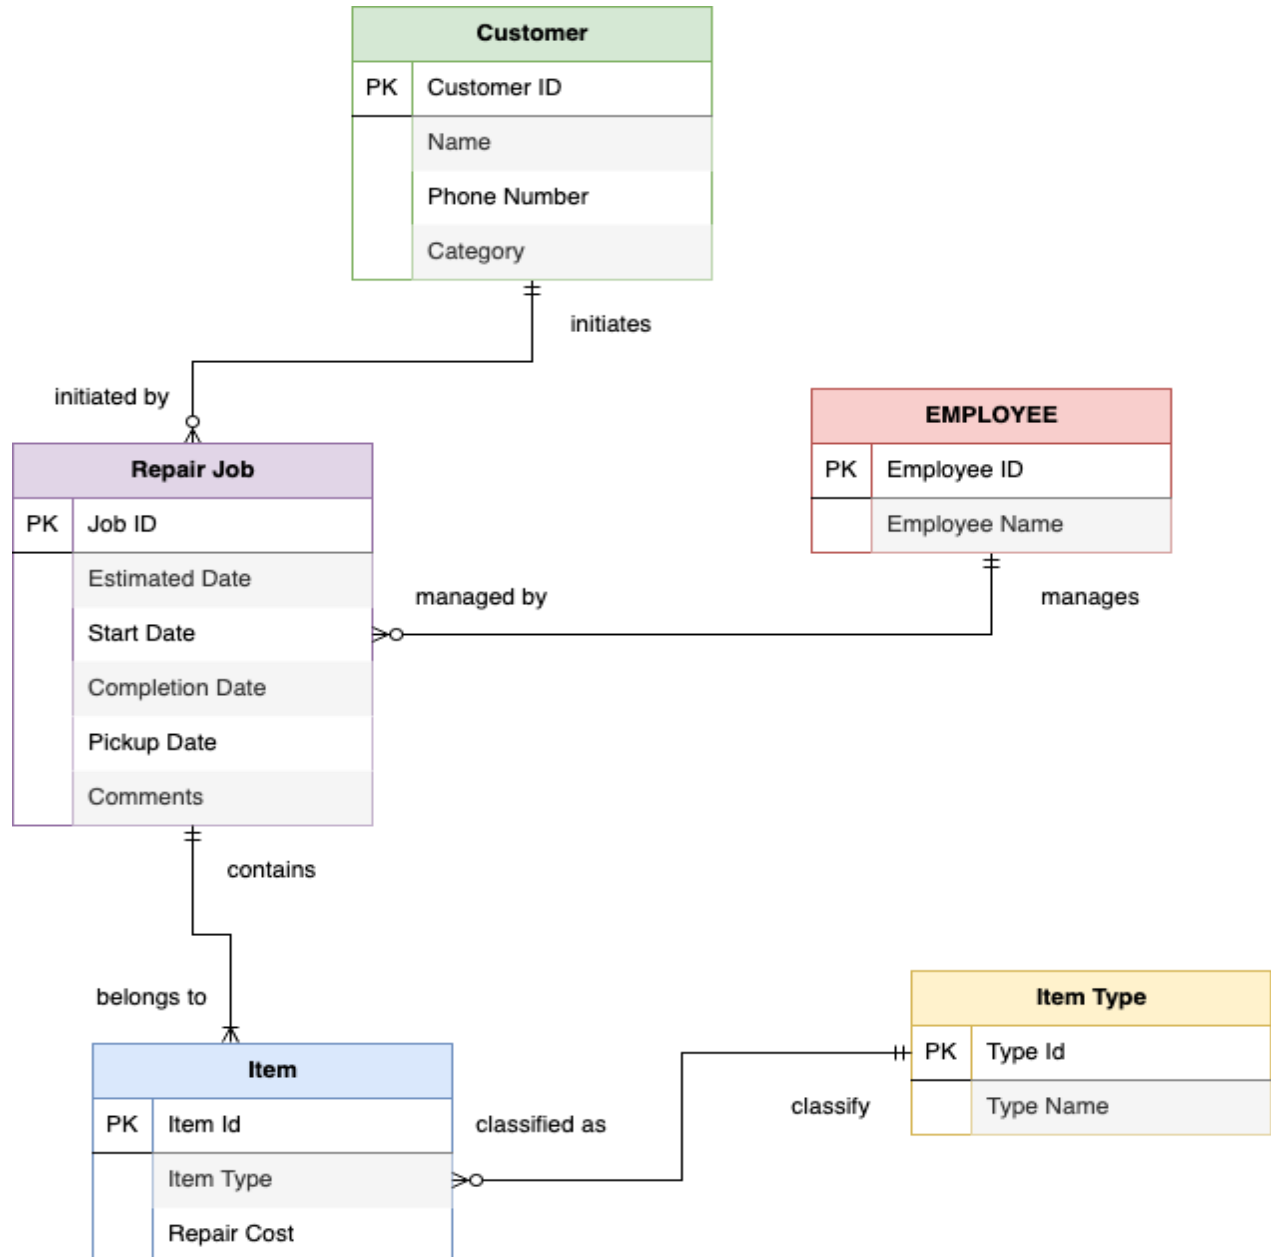 Customer
PK Customer ID
Name
Phone Number
Category
initiates
initiated by
EMPLOYEE
PK Employee ID
Employee Name
Repair Job
PK Job ID
Estimated Date
Start Date
Completion Date
Pickup Date
Comments
managed by
manages
contains
belongs to
Item Type
PK Type Id
Type Name
Item
PK Item Id
Item Type
Repair Cost
classified as
classify